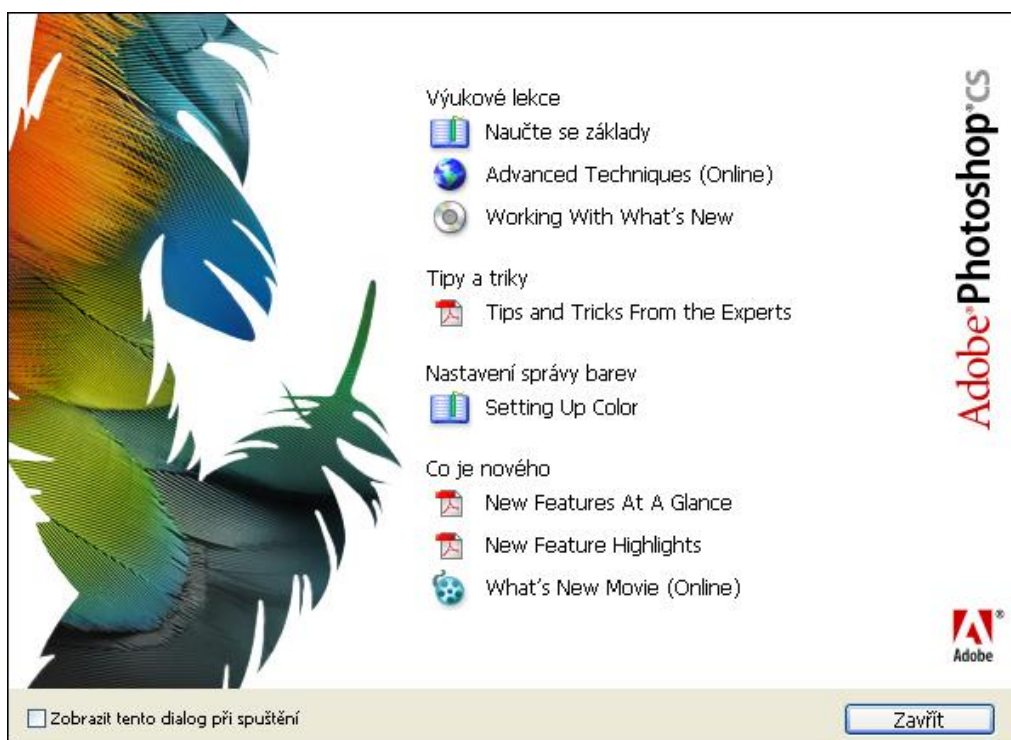 Výukové lekce
Naučte se základy
Advanced Techniques (Online)
Working With What's New
Tipy a triky
Tips and Tricks From the Experts
Nastavení správy barev
Setting Up Color
Co je nového
New Features At A Glance
New Feature Highlights
What's New Movie (Online)
Adobe® Photoshop® CS
Adobe®
Zobrazit tento dialog při spuštění
Zavřít